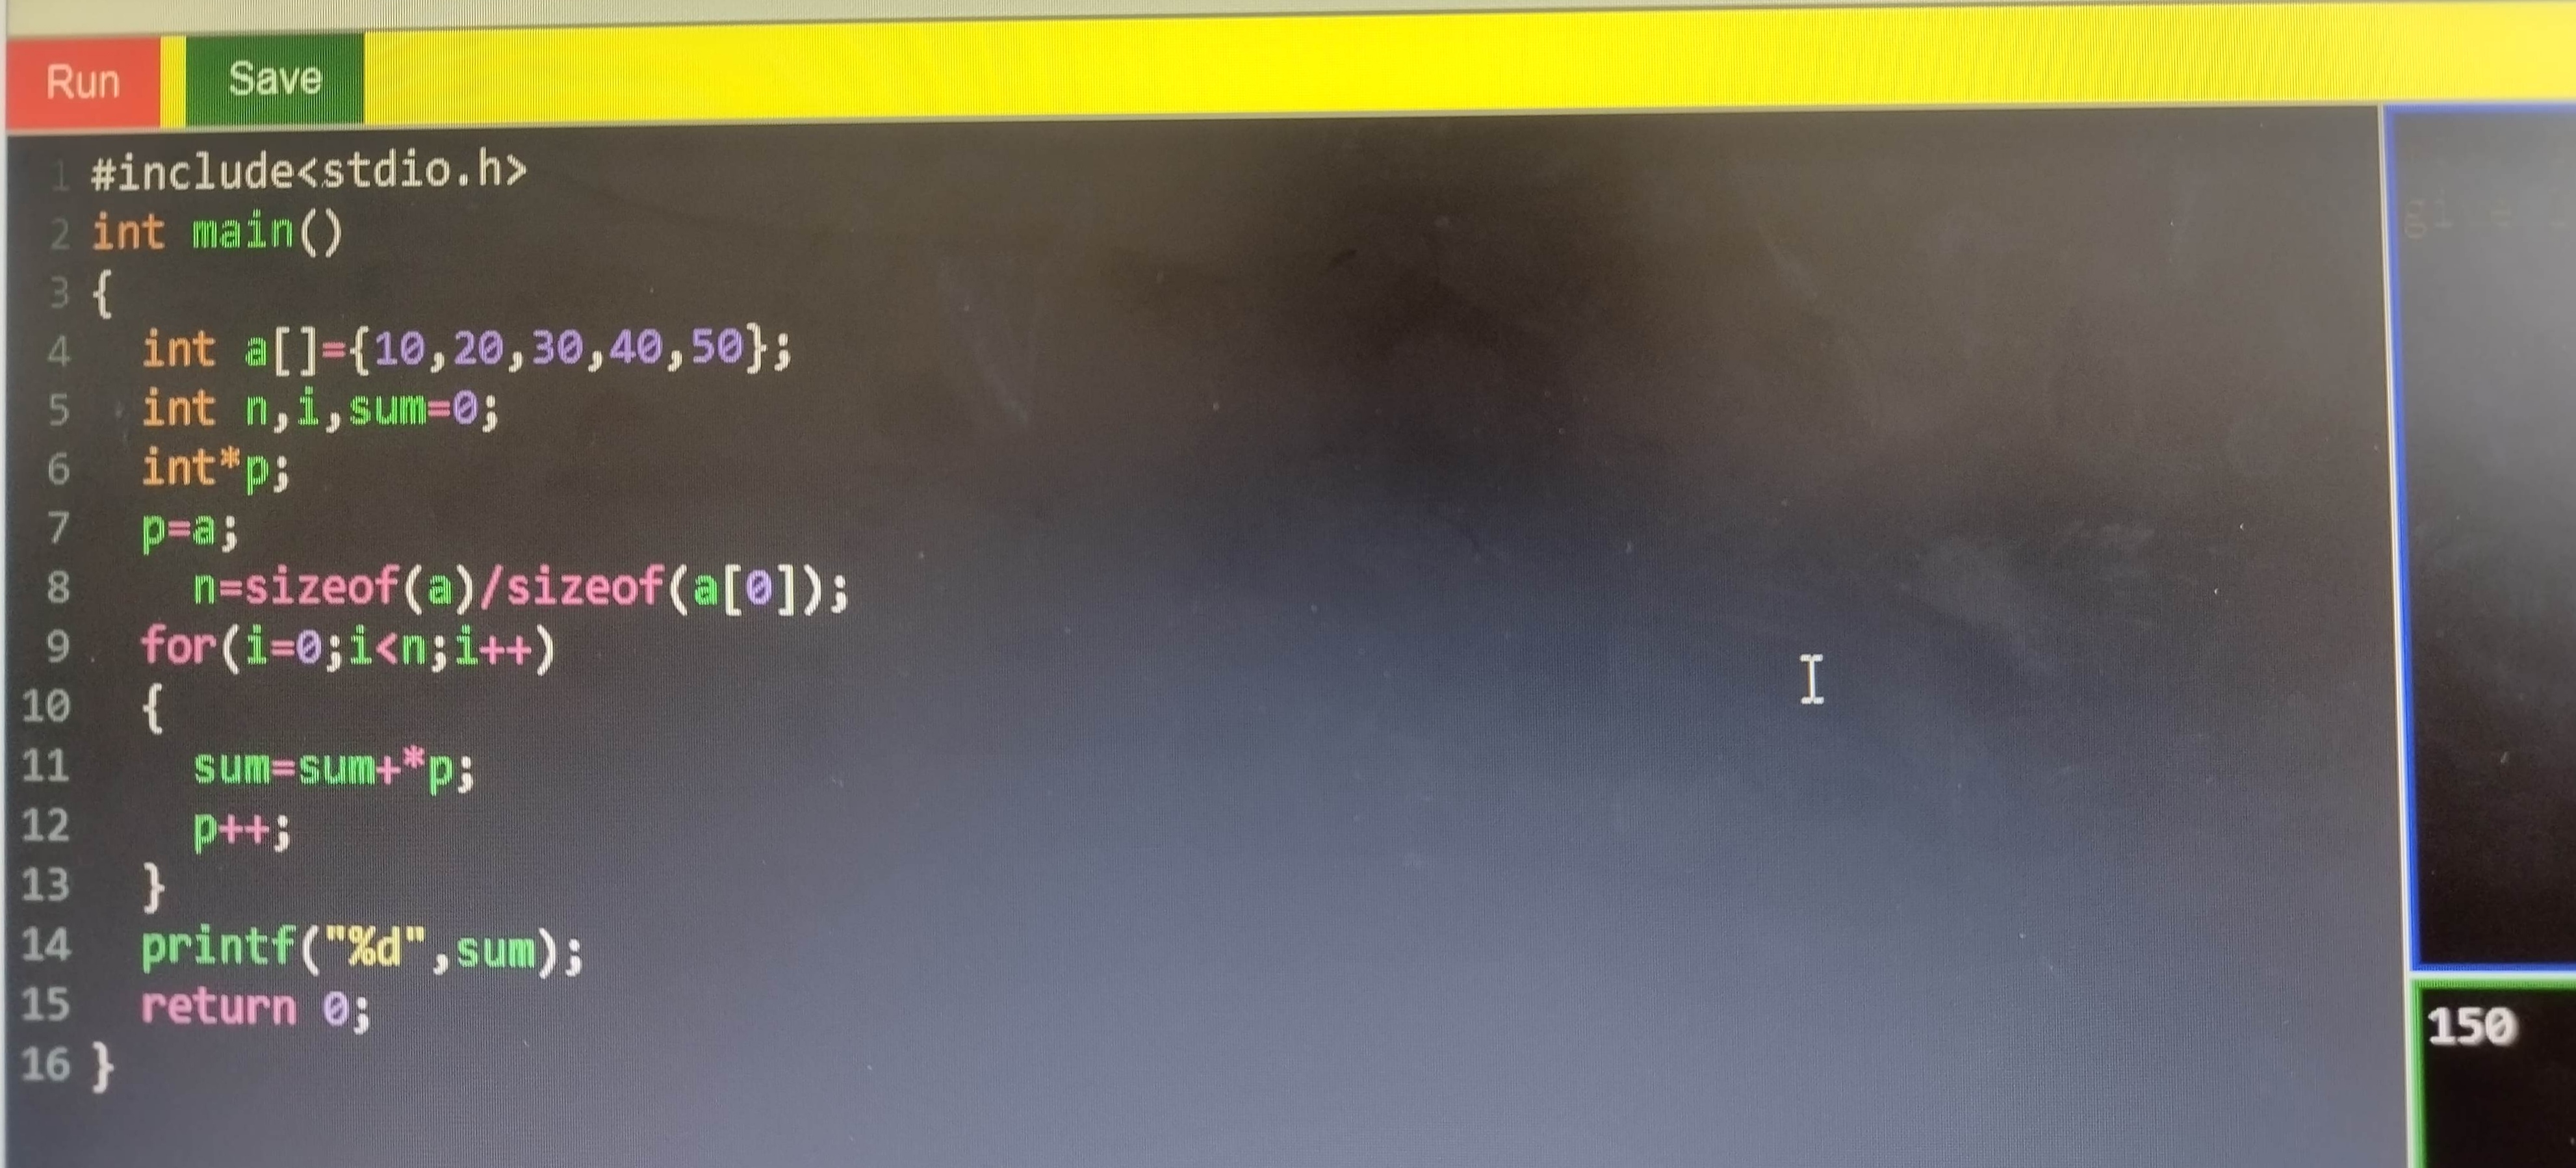 Run Save
1 #include<stdio.h>
2 int main()
3 {
4 int a[]={10,20,30,40,50};
5 int n,i,sum=0;
6 int*p;
7 p=a;
8 n=sizeof(a)/sizeof(a[0]);
9 for(i=0;i<n;i++)
10 {
11 sum=sum+*p;
12 p++;
13 }
14 printf("%d",sum);
15 return 0;
16 }
150